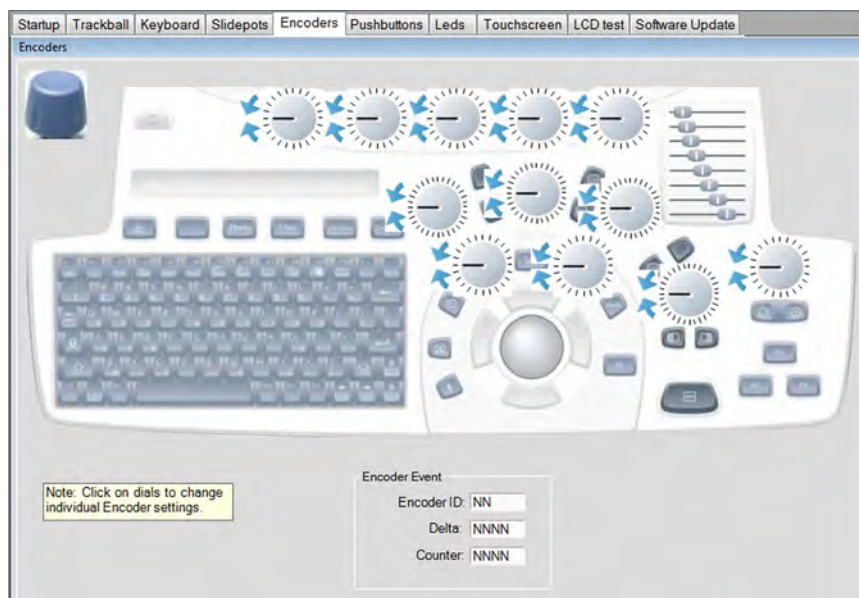 Startup Trackball Keyboard Slidepots Encoders Pushbuttons Leds Touchscreen LCD test Software Update
Encoders
Note: Click on dials to change
individual Encoder settings.
Encoder Event
Encoder ID: NN
Delta: NNNN
Counter: NNNN